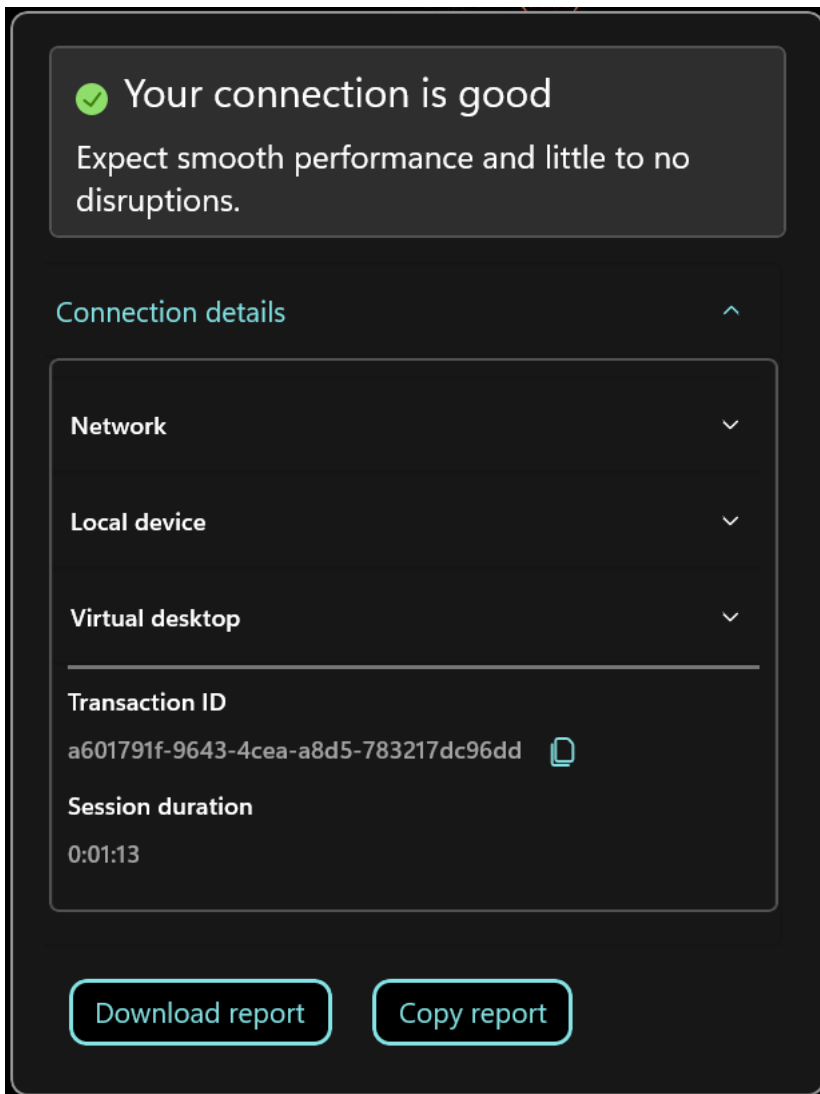 Your connection is good
Expect smooth performance and little to no
disruptions.
Connection details
Network
Local device
Virtual desktop
Transaction ID
a601791f-9643-4cea-a8d5-783217dc96dd
Session duration
0:01:13
Download report
Copy report